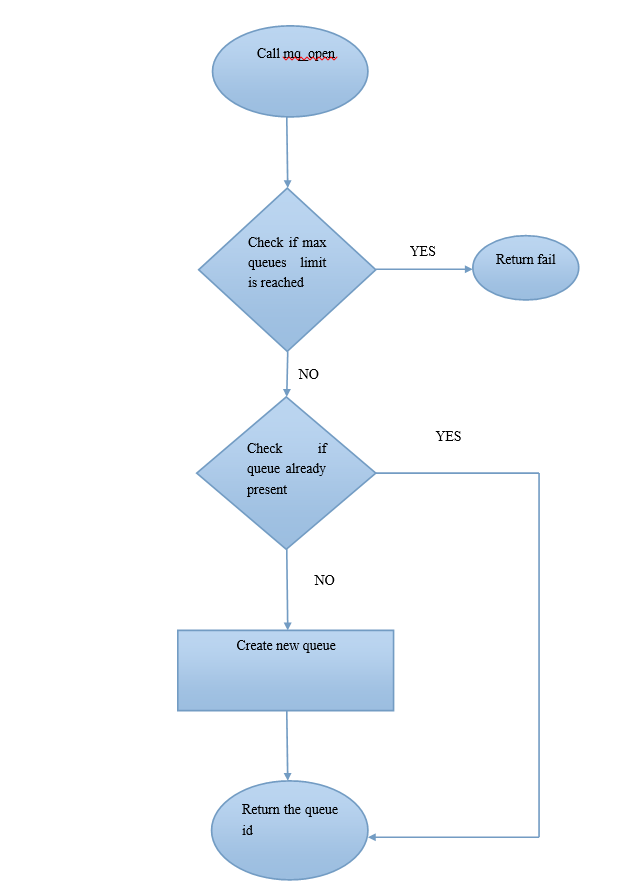 Call mq_open
Check if max
queues limit
is reached
YES
Return fail
NO
Check if
queue already
present
YES
NO
Create new queue
Return the queue
id